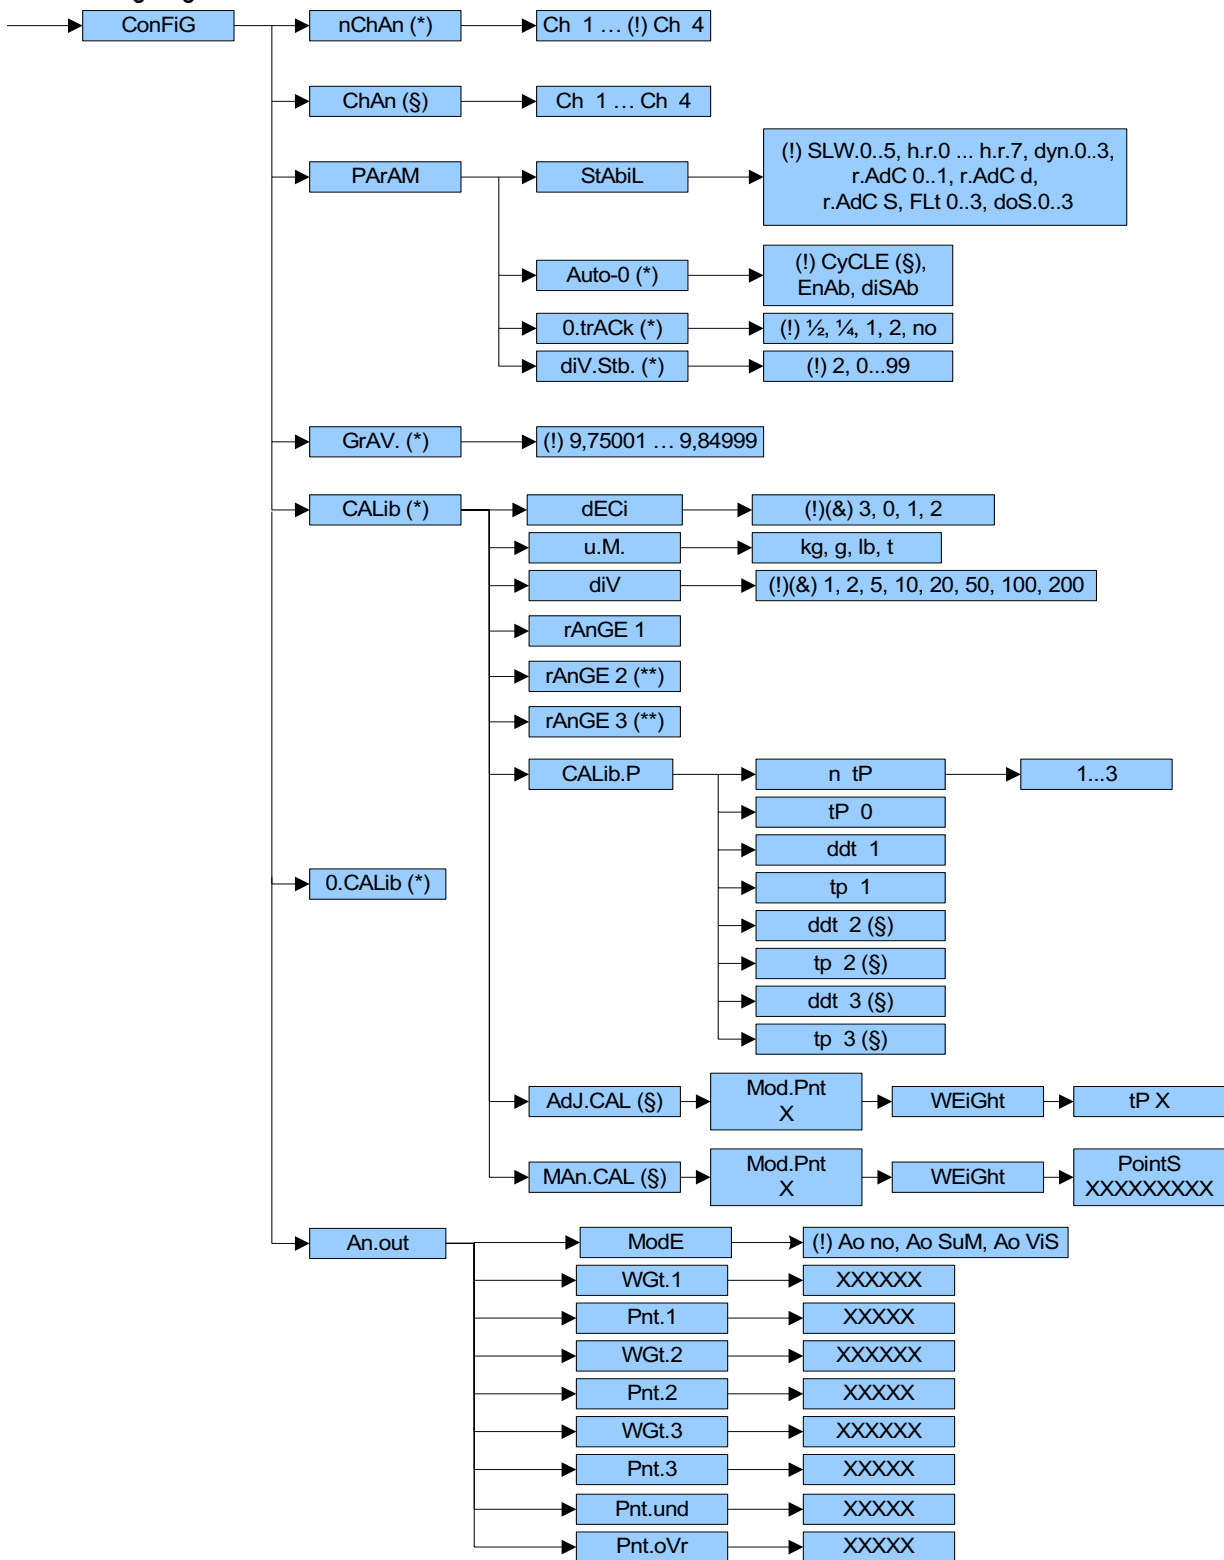 ConFiG
nChAn (*)
Ch 1 … (!) Ch 4
ChAn (§)
Ch 1 … Ch 4
PArAM
StAbiL
(!) SLW.0..5, h.r.0 ... h.r.7, dyn.0..3,
r.AdC 0..1, r.AdC d,
r.AdC S, FLt 0..3, doS.0..3
Auto-0 (*)
(!) CyCLE (§),
EnAb, diSAb
0.trACk (*)
(!) ½, ¼, 1, 2, no
diV.Stb. (*)
(!) 2, 0...99
GrAV. (*)
(!) 9,75001 … 9,84999
CALib (*)
dECi
(!)(&) 3, 0, 1, 2
u.M.
kg, g, lb, t
diV
(!)(&) 1, 2, 5, 10, 20, 50, 100, 200
rAnGE 1
rAnGE 2 (**)
rAnGE 3 (**)
CALib.P
n tP
1...3
tP 0
ddt 1
tp 1
ddt 2 (§)
tp 2 (§)
ddt 3 (§)
tp 3 (§)
0.CALib (*)
AdJ.CAL (§)
Mod.Pnt
X
WEiGht
tP X
MAn.CAL (§)
Mod.Pnt
X
WEiGht
PointS
XXXXXXXXX
An.out
ModE
(!) Ao no, Ao SuM, Ao ViS
WGt.1
XXXXXX
Pnt.1
XXXXX
WGt.2
XXXXXX
Pnt.2
XXXXX
WGt.3
XXXXXX
Pnt.3
XXXXX
Pnt.und
XXXXX
Pnt.oVr
XXXXX